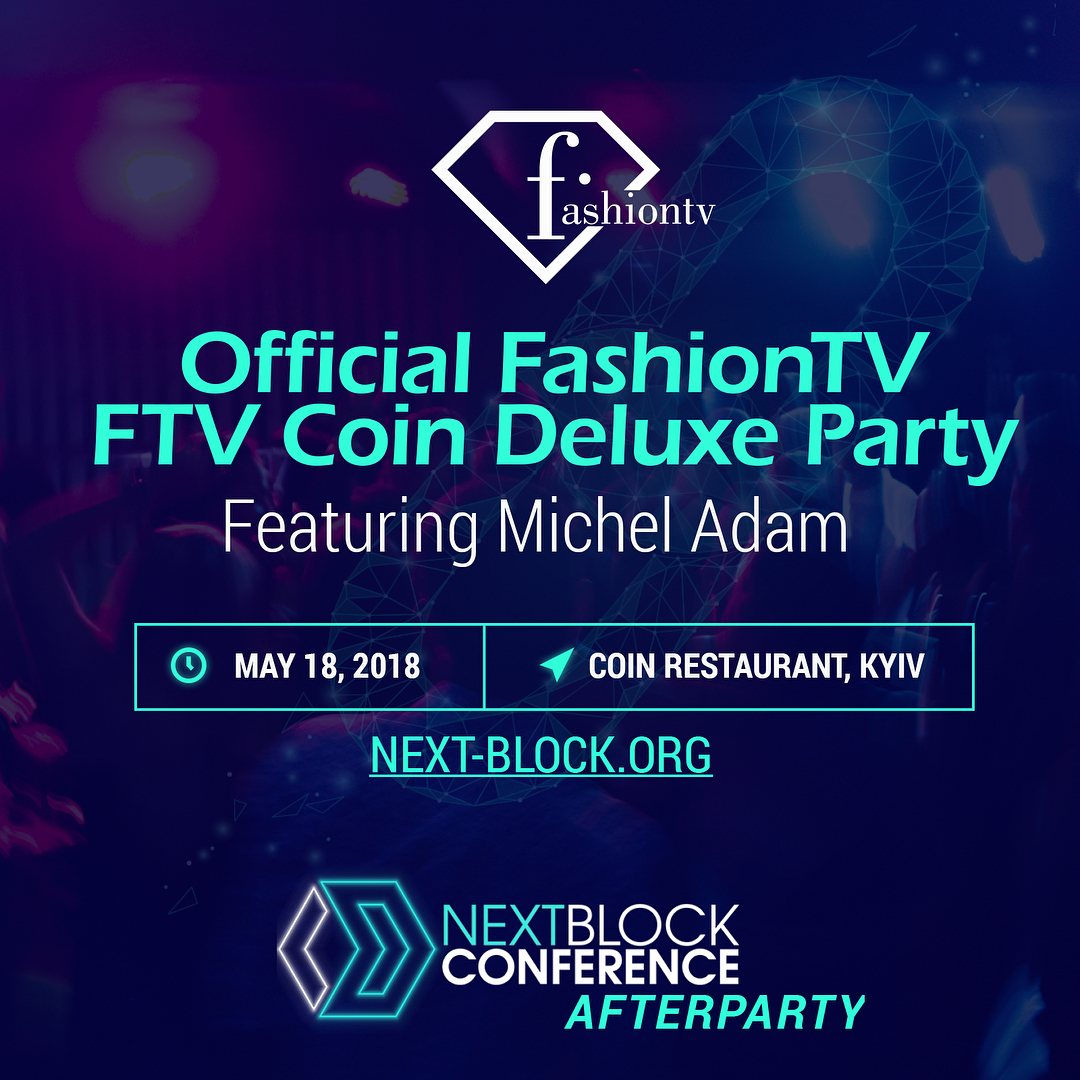 fashiontv
Official FashionTV
FTV Coin Deluxe Party
Featuring Michel Adam
MAY 18, 2018
COIN RESTAURANT, KYIV
NEXT-BLOCK.ORG
NEXTBLOCK
CONFERENCE
AFTERPARTY